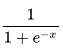 1
1 + e^{-x}